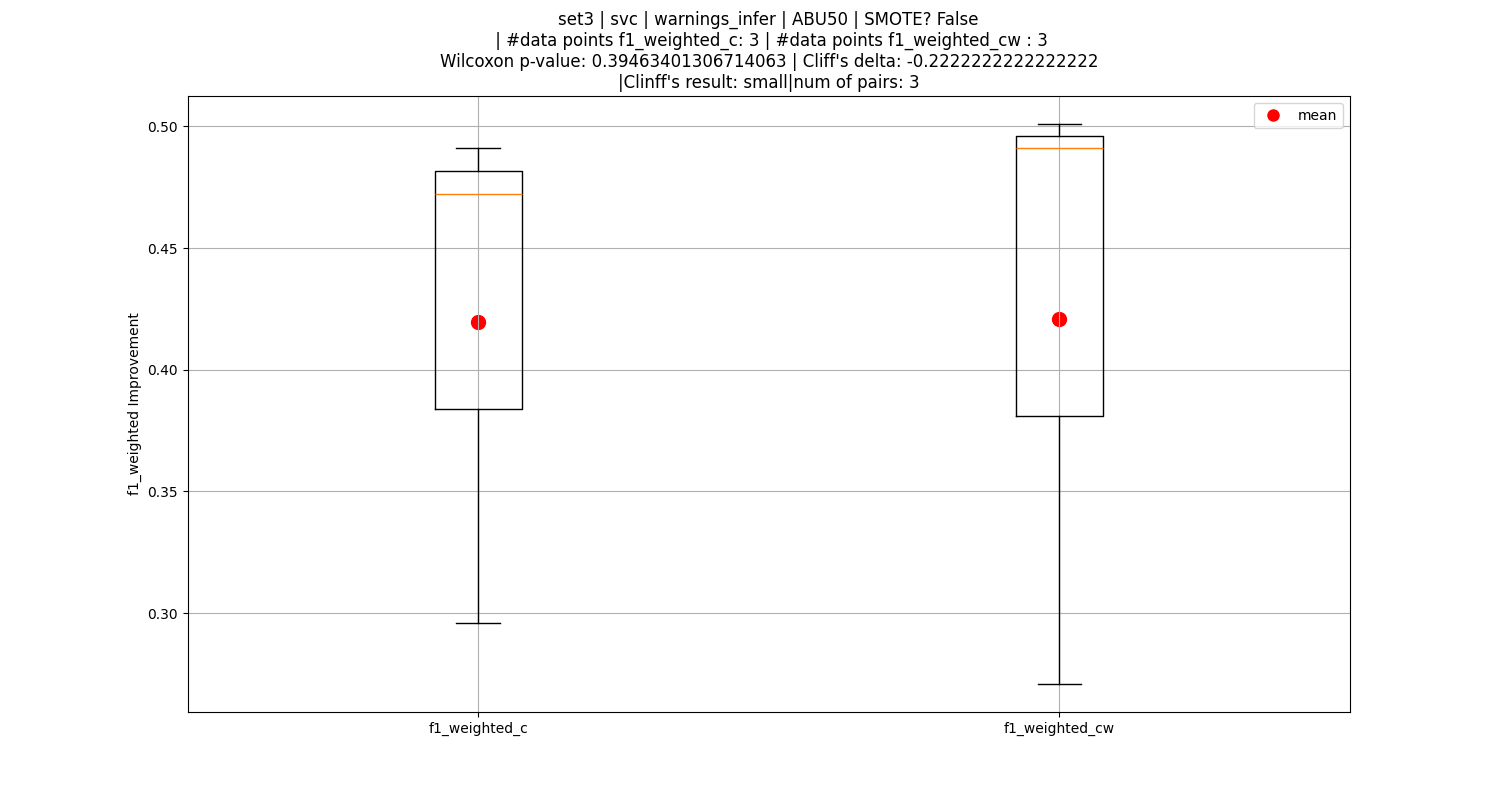 set3 | svc | warnings_infer | ABU50 | SMOTE? False
| #data points f1_weighted_c: 3 | #data points f1_weighted_cw : 3
Wilcoxon p-value: 0.39463401306714063 | Cliff's delta: -0.2222222222222222
|Clinff's result: small|num of pairs: 3
mean
0.50
0.45
0.40
0.35
0.30
f1_weighted Improvement
f1_weighted_c
f1_weighted_cw